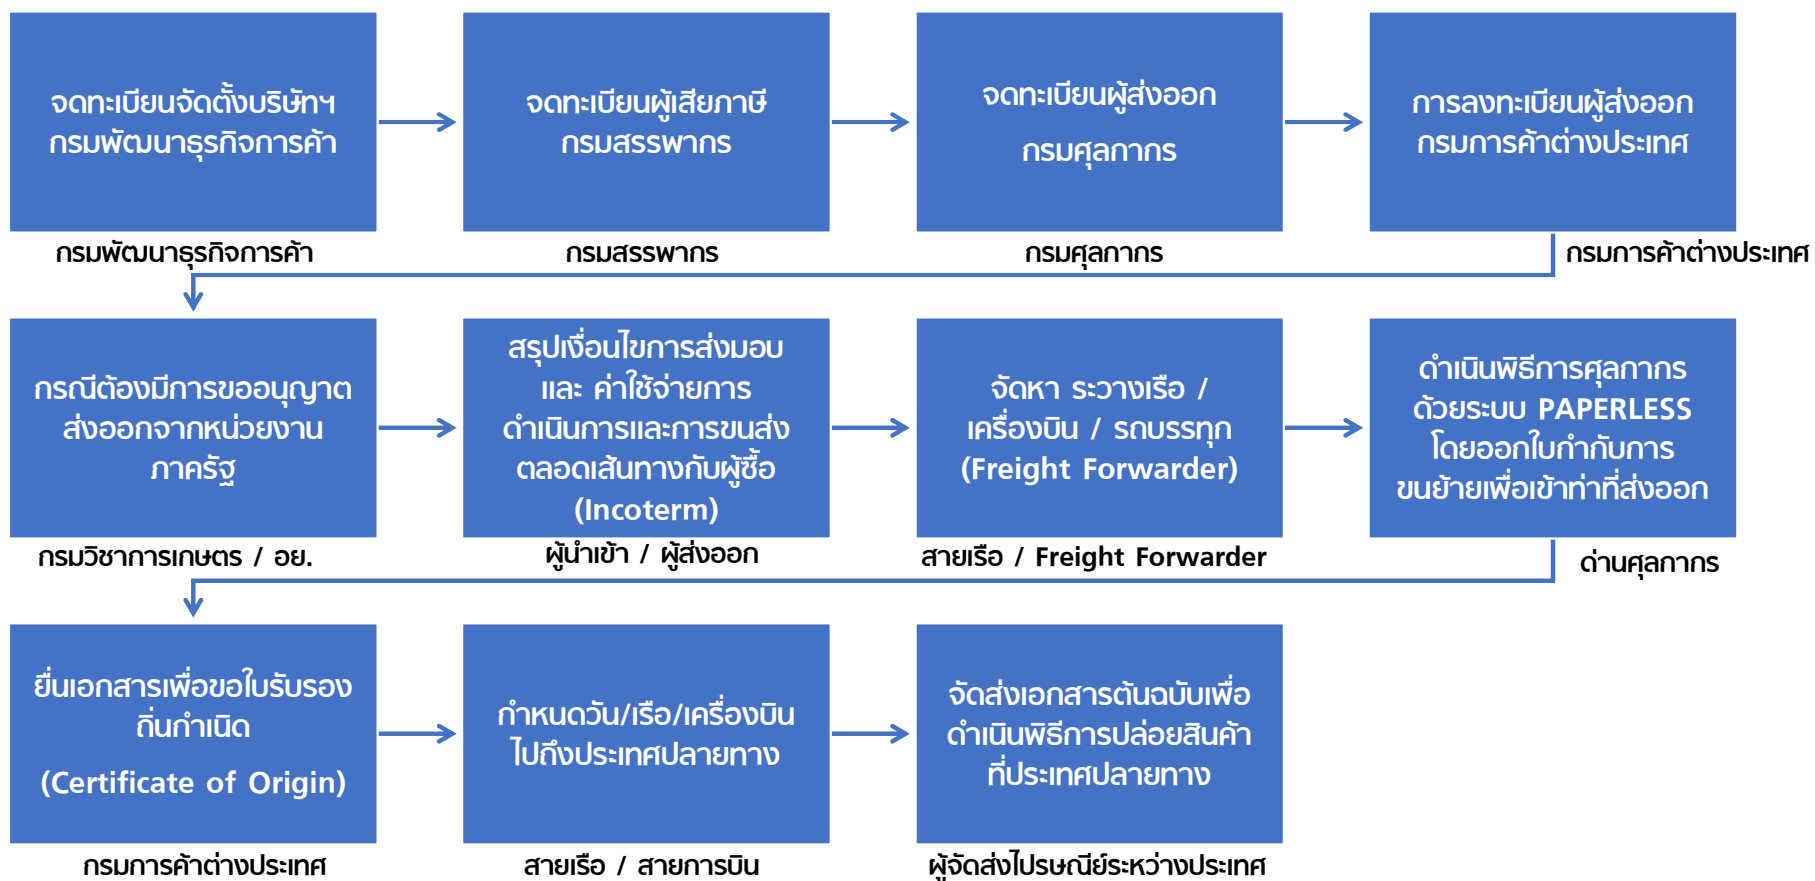 จดทะเบียนจัดตั้งบริษัทฯ
กรมพัฒนาธุรกิจการค้า
กรมพัฒนาธุรกิจการค้า
จดทะเบียนผู้เสียภาษี
กรมสรรพากร
กรมสรรพากร
จดทะเบียนผู้ส่งออก
กรมศุลกากร
กรมศุลกากร
การลงทะเบียนผู้ส่งออก
กรมการค้าต่างประเทศ
กรมการค้าต่างประเทศ
กรณีต้องมีการขออนุญาต
ส่งออกจากหน่วยงาน
ภาครัฐ
กรมวิชาการเกษตร / อย.
สรุปเงื่อนไขการส่งมอบ
และ ค่าใช้จ่ายการ
ดำเนินการและการขนส่ง
ตลอดเส้นทางกับผู้ซื้อ
(Incoterm)
ผู้นำเข้า / ผู้ส่งออก
จัดหา ระวางเรือ /
เครื่องบิน / รถบรรทุก
(Freight Forwarder)
สายเรือ / Freight Forwarder
ดำเนินพิธีการศุลกากร
ด้วยระบบ PAPERLESS
โดยออกใบกำกับการ
ขนย้ายเพื่อเข้าท่าที่ส่งออก
ด่านศุลกากร
ยื่นเอกสารเพื่อขอใบรับรอง
ถิ่นกำเนิด
(Certificate of Origin)
กรมการค้าต่างประเทศ
กำหนดวัน/เรือ/เครื่องบิน
ไปถึงประเทศปลายทาง
สายเรือ / สายการบิน
จัดส่งเอกสารต้นฉบับเพื่อ
ดำเนินพิธีการปล่อยสินค้า
ที่ประเทศปลายทาง
ผู้จัดส่งไปรษณีย์ระหว่างประเทศ